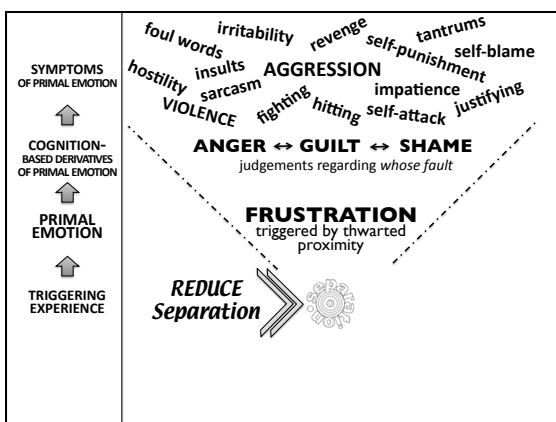 foul words
irritability
revenge
tantrums
self-punishment
self-blame
hostility
insults
AGGRESSION
sarcasm
impatience
VIOLENCE
fighting
hitting
self-attack
justifying
SYMPTOMS
OF PRIMAL EMOTION
COGNITION-
BASED DERIVATIVES
OF PRIMAL EMOTION
ANGER ↔ GUILT ↔ SHAME
judgements regarding whose fault
PRIMAL
EMOTION
FRUSTRATION
triggered by thwarted
proximity
TRIGGERING
EXPERIENCE
REDUCE
Separation
separation